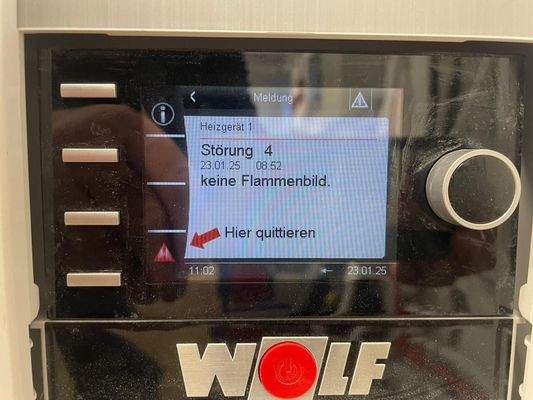 Meldung
Heizgerät 1
Störung 4
23.01.25 08:52
keine Flammenbild.
Hier quittieren
11:02 23.01.25
WOLF